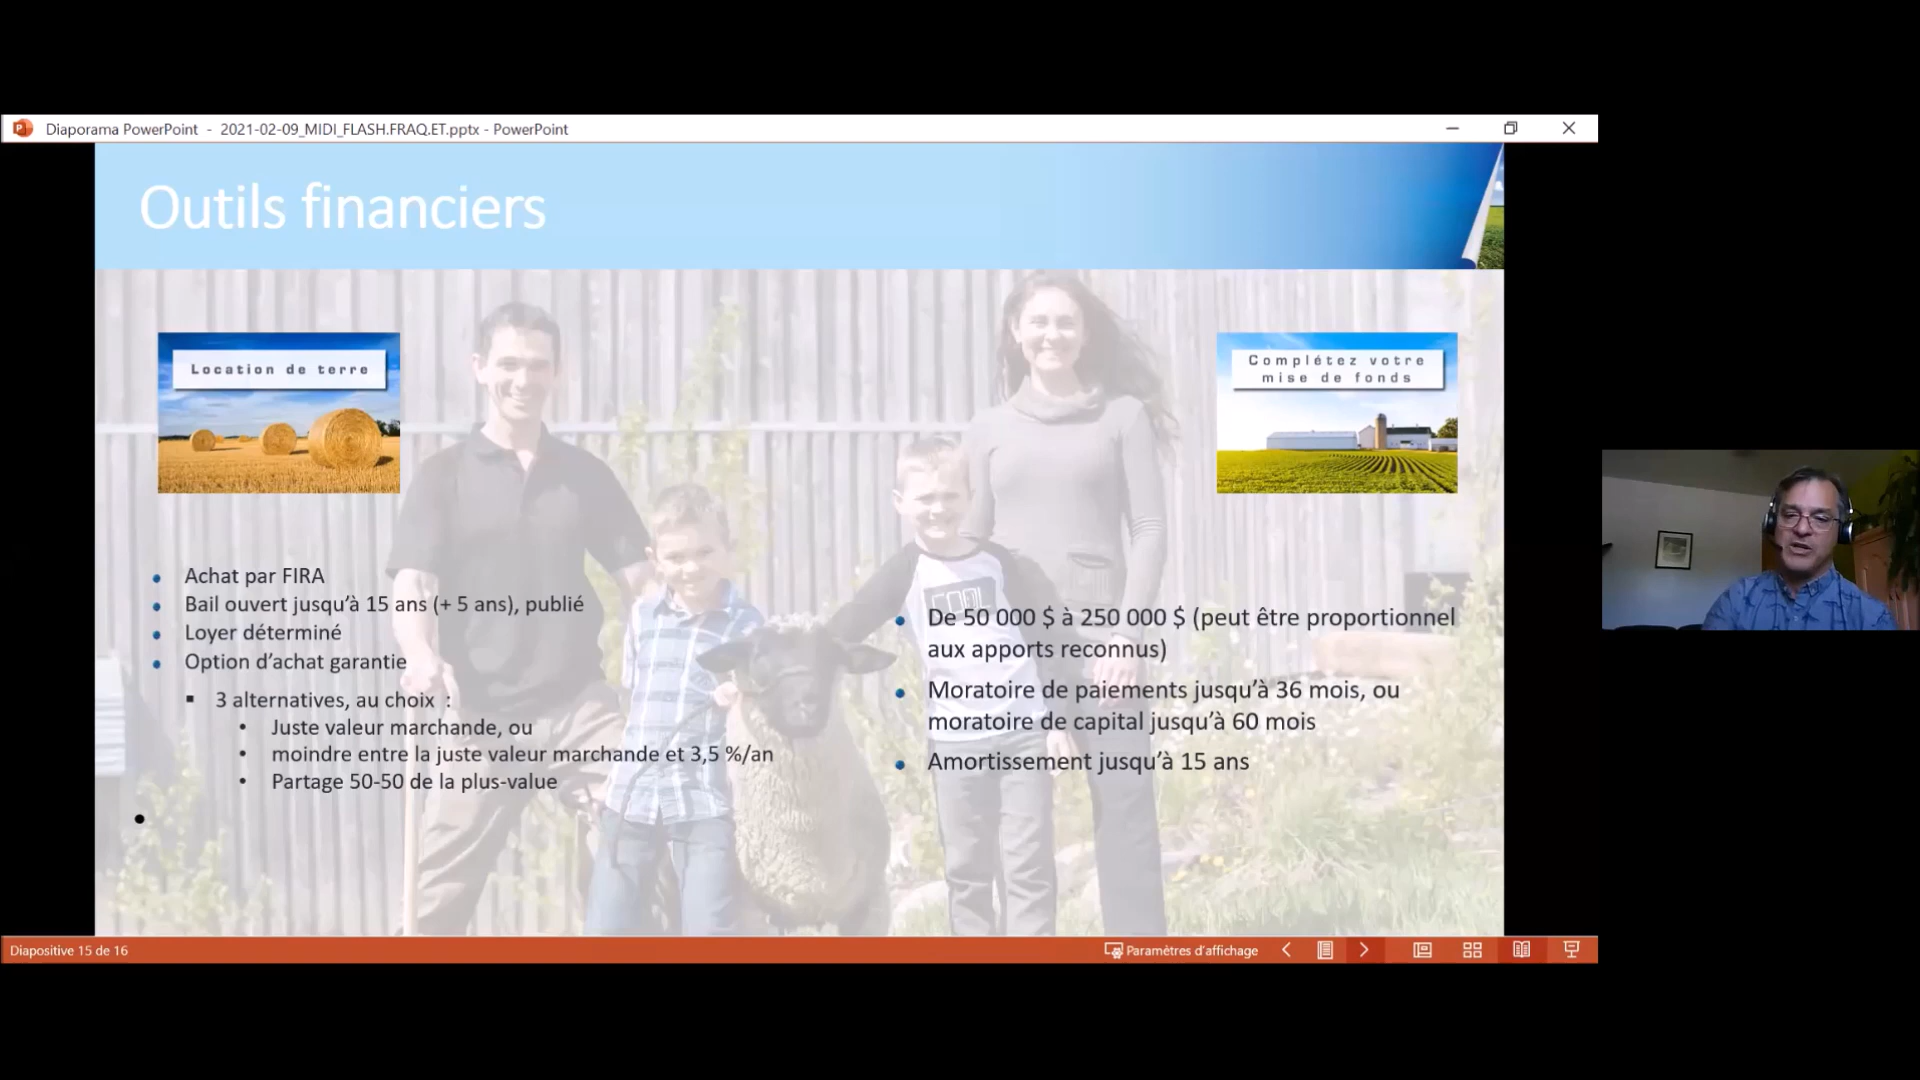 Diaporama PowerPoint - 2021-02-09_MIDI_FLASH.FRAQ.ET.pptx - PowerPoint
Outils financiers
Location de terre
Complétez votre
mise de fonds
Achat par FIRA
Bail ouvert jusqu'à 15 ans (+ 5 ans), publié
Loyer déterminé
Option d'achat garantie
3 alternatives, au choix :
Juste valeur marchande, ou
moindre entre la juste valeur marchande et 3,5 %/an
Partage 50-50 de la plus-value
COOL
De 50 000 $ à 250 000 $ (peut être proportionnel
aux apports reconnus)
Moratoire de paiements jusqu'à 36 mois, ou
moratoire de capital jusqu'à 60 mois
Amortissement jusqu'à 15 ans
Diapositive 15 de 16
Paramètres d'affichage